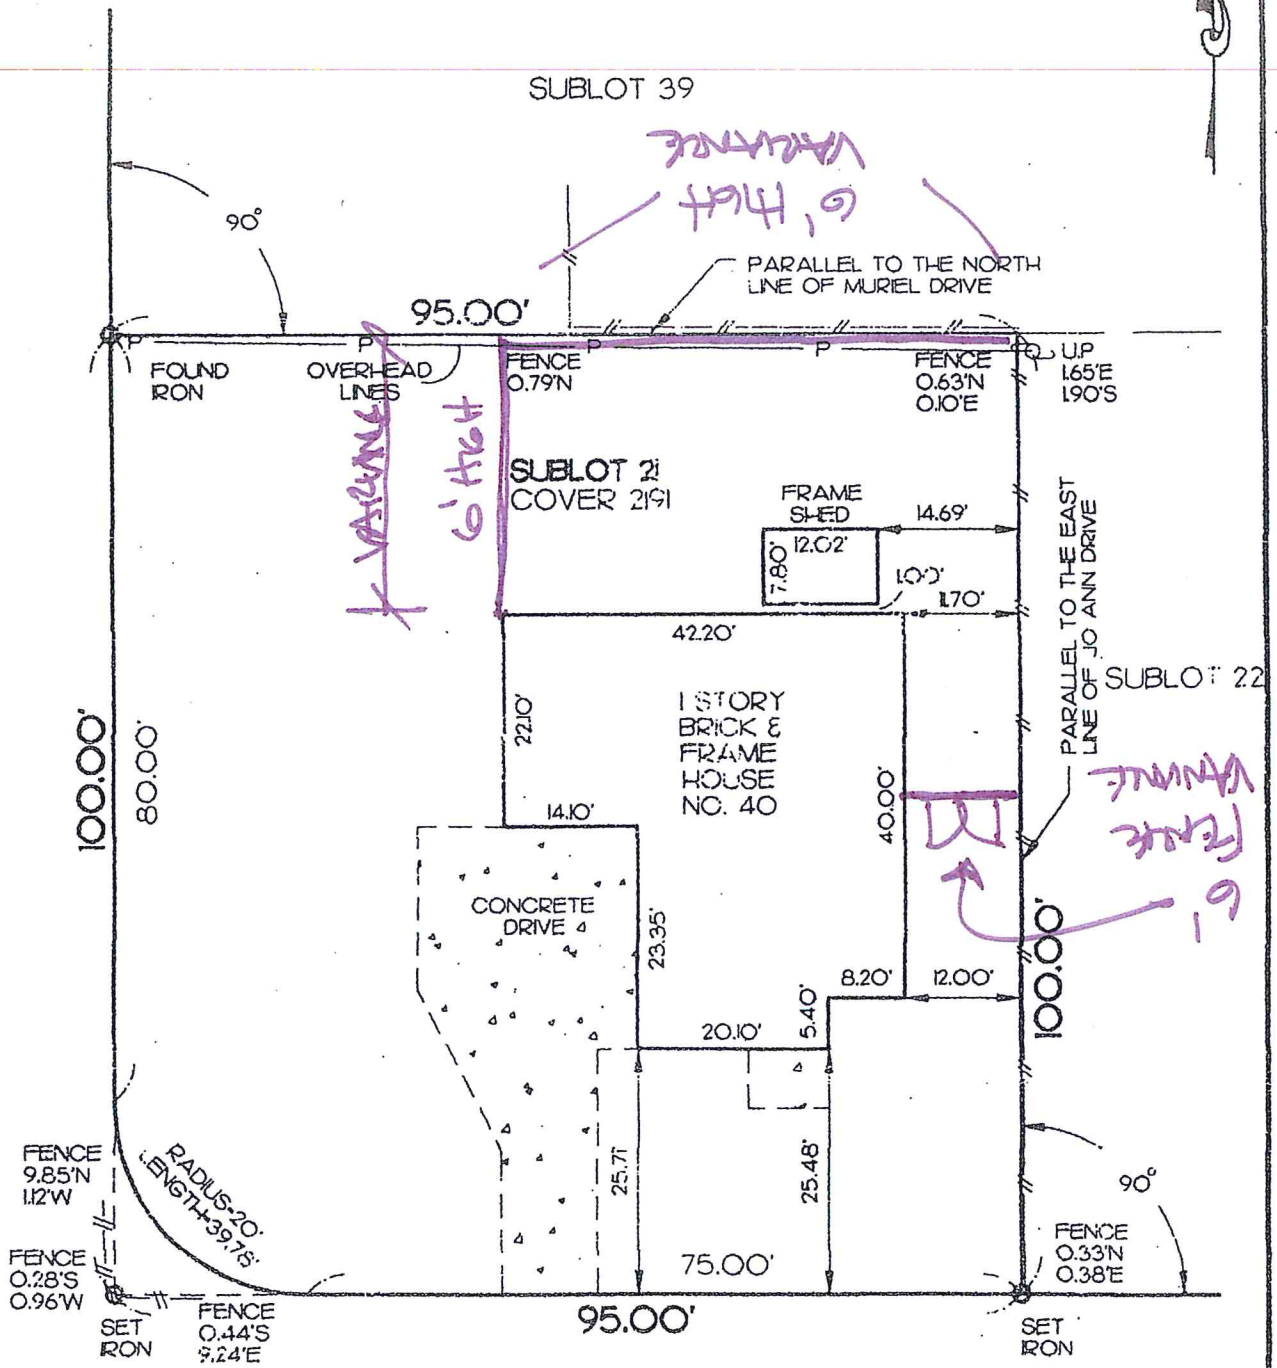 SUBLOT 39
6' HIGH
VARIANCE
90°
PARALLEL TO THE NORTH
LINE OF MURIEL DRIVE
95.00'
P
P
P
P
FOUND
IRON
OVERHEAD
LINES
FENCE
0.79'N
FENCE
0.63'N
0.10'E
U.P.
1.65'E
1.90'S
VARIANCE
6' HIGH
SUBLOT 21
COVER 2191
FRAME
SHED
14.69'
12.02'
7.80'
1.00'
11.70'
42.20'
PARALLEL TO THE EAST
LINE OF JO ANN DRIVE
SUBLOT 22
100.00'
80.00'
22.10'
1 STORY
BRICK &
FRAME
HOUSE
NO. 40
40.00'
6'
FENCE
VARIANCE
14.10'
CONCRETE
DRIVE
23.35'
8.20'
12.00'
100.00'
5.40'
20.10'
25.71'
25.48'
90°
FENCE
9.85'N
1.12'W
RADIUS=20'
LENGTH=39.78'
FENCE
0.28'S
0.96'W
FENCE
0.44'S
9.24'E
SET
IRON
75.00'
95.00'
FENCE
0.33'N
0.38'E
SET
IRON